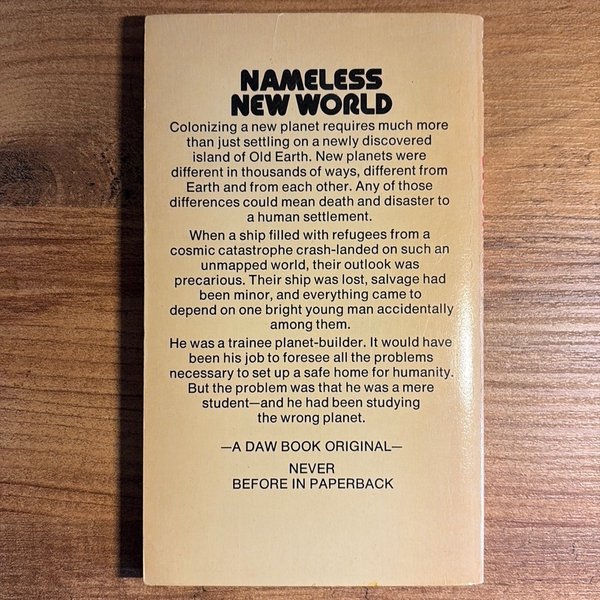 NAMELESS
NEW WORLD
Colonizing a new planet requires much more
than just settling on a newly discovered
island of Old Earth. New planets were
different in thousands of ways, different from
Earth and from each other. Any of those
differences could mean death and disaster to
a human settlement.
When a ship filled with refugees from a
cosmic catastrophe crash-landed on such an
unmapped world, their outlook was
precarious. Their ship was lost, salvage had
been minor, and everything came to
depend on one bright young man accidentally
among them.
He was a trainee planet-builder. It would have
been his job to foresee all the problems
necessary to set up a safe home for humanity.
But the problem was that he was a mere
student—and he had been studying
the wrong planet.
—A DAW BOOK ORIGINAL—
NEVER
BEFORE IN PAPERBACK